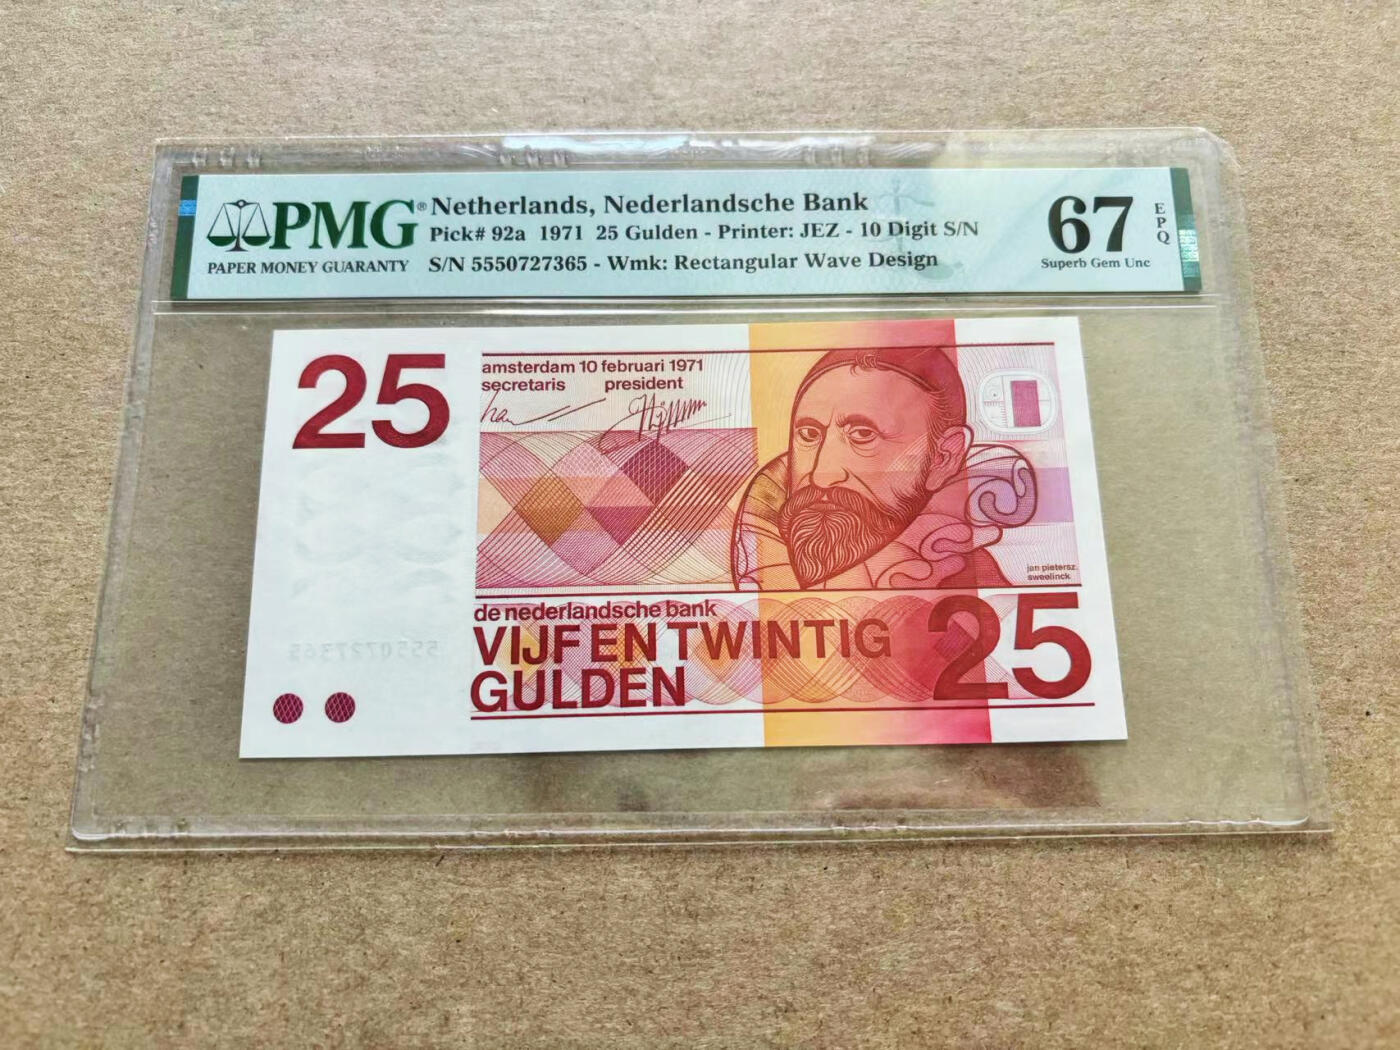 PMG®
PAPER MONEY GUARANTY
Netherlands, Nederlandsche Bank
Pick# 92a 1971 25 Gulden - Printer: JEZ - 10 Digit S/N
S/N 5550727365 - Wmk: Rectangular Wave Design
67
EPQ
Superb Gem Unc
25
amsterdam 10 februari 1971
secretaris president
jan pietersz.
sweelinck
de nederlandsche bank
VIJF EN TWINTIG
GULDEN
25
5550727365